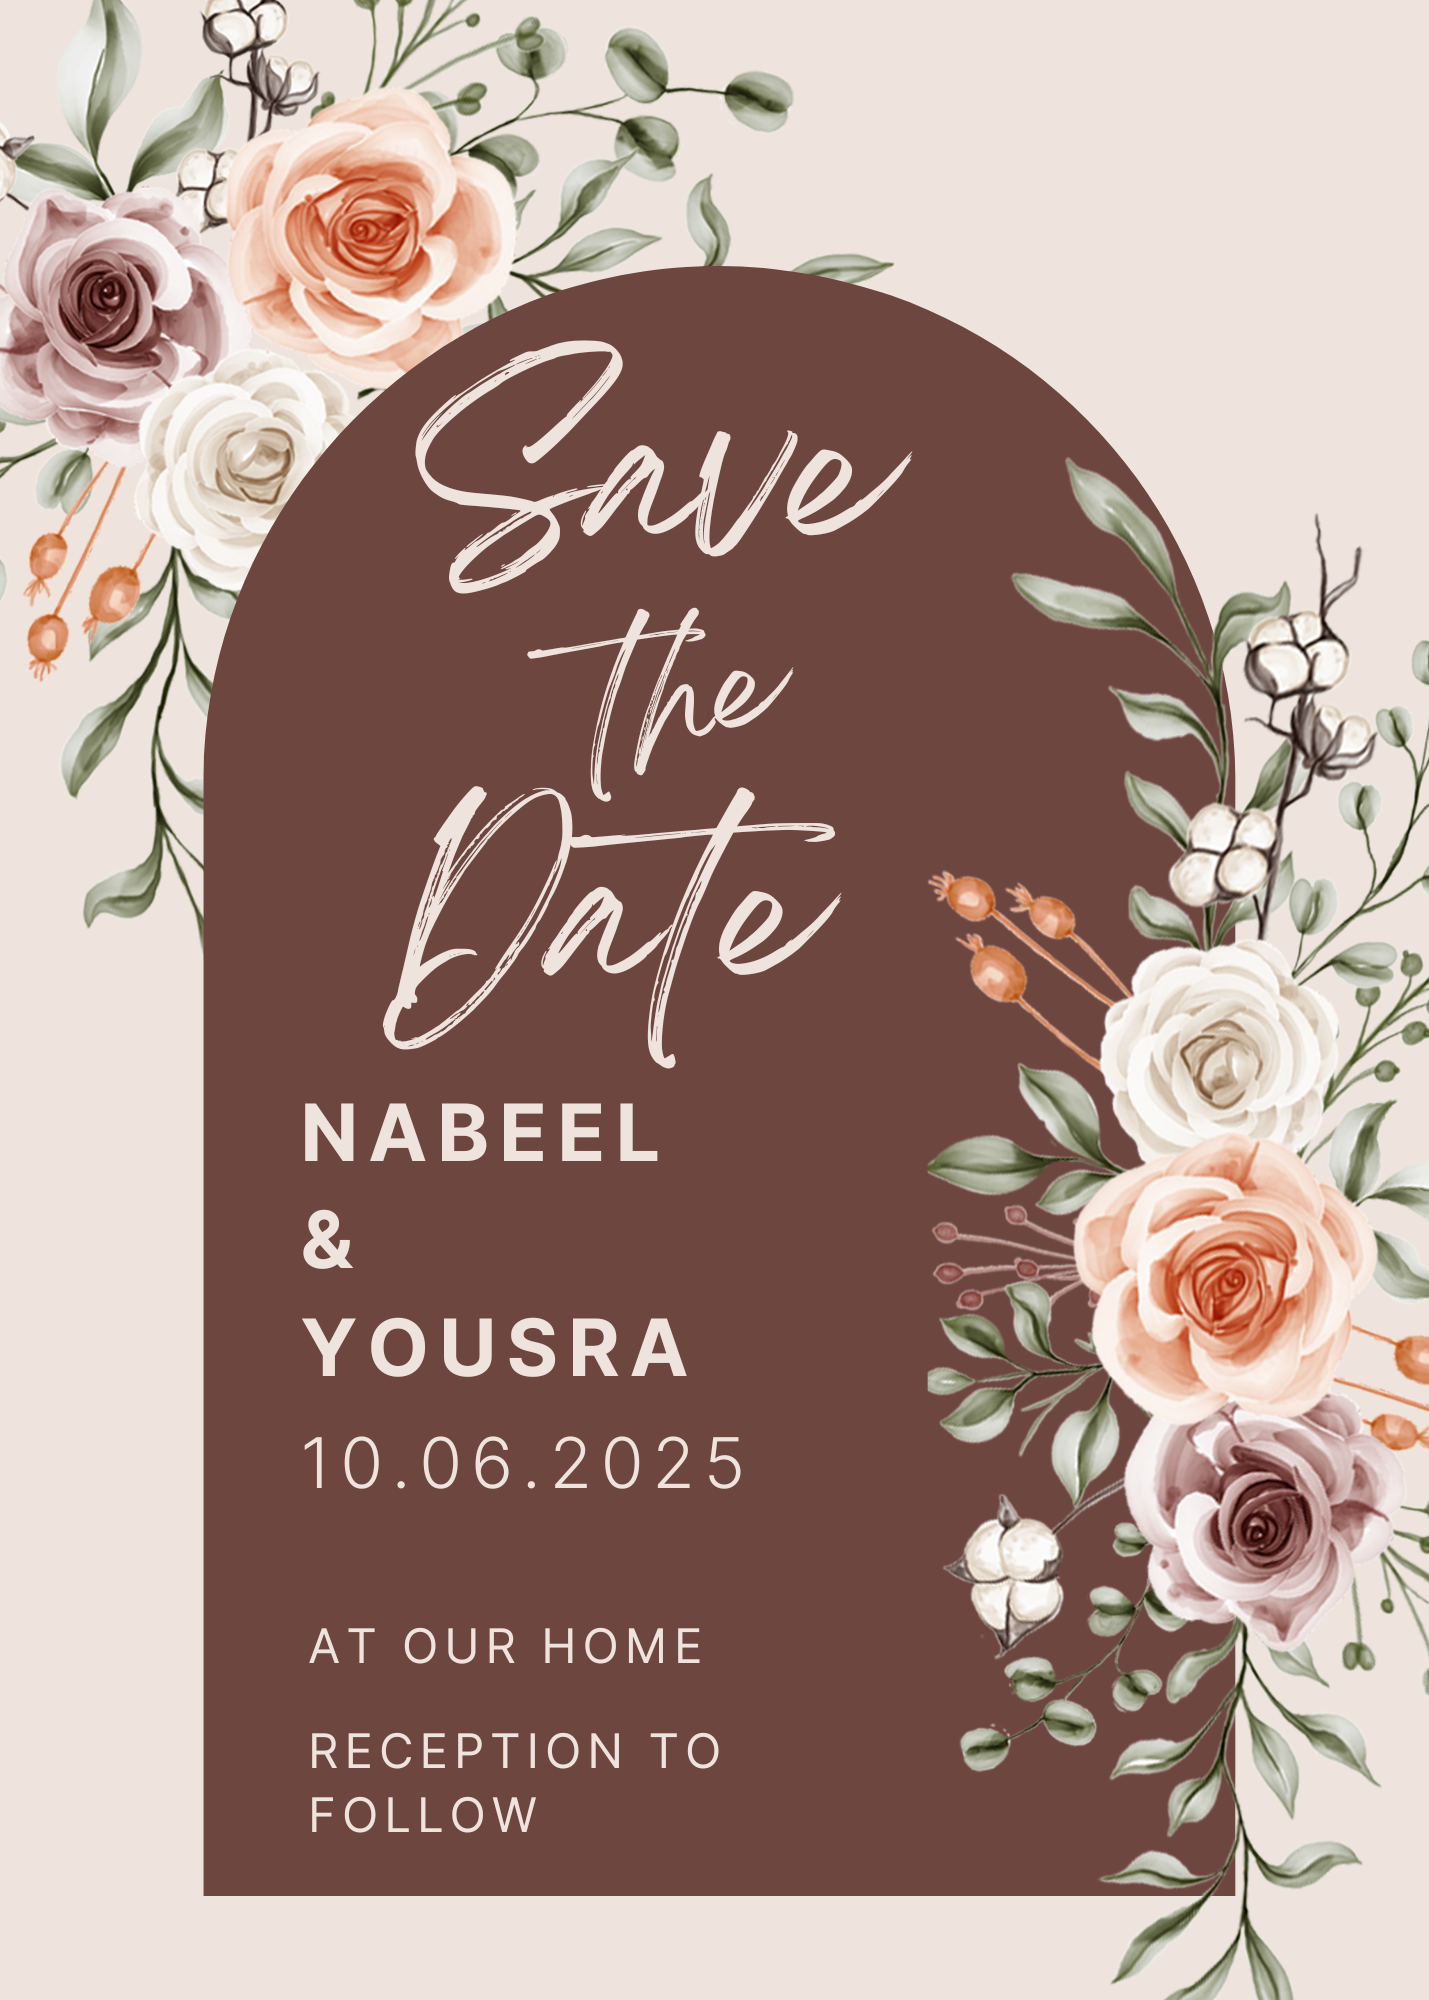 Save
the
Date
NABEEL
&
YOUSRA
10.06.2025
AT OUR HOME
RECEPTION TO
FOLLOW